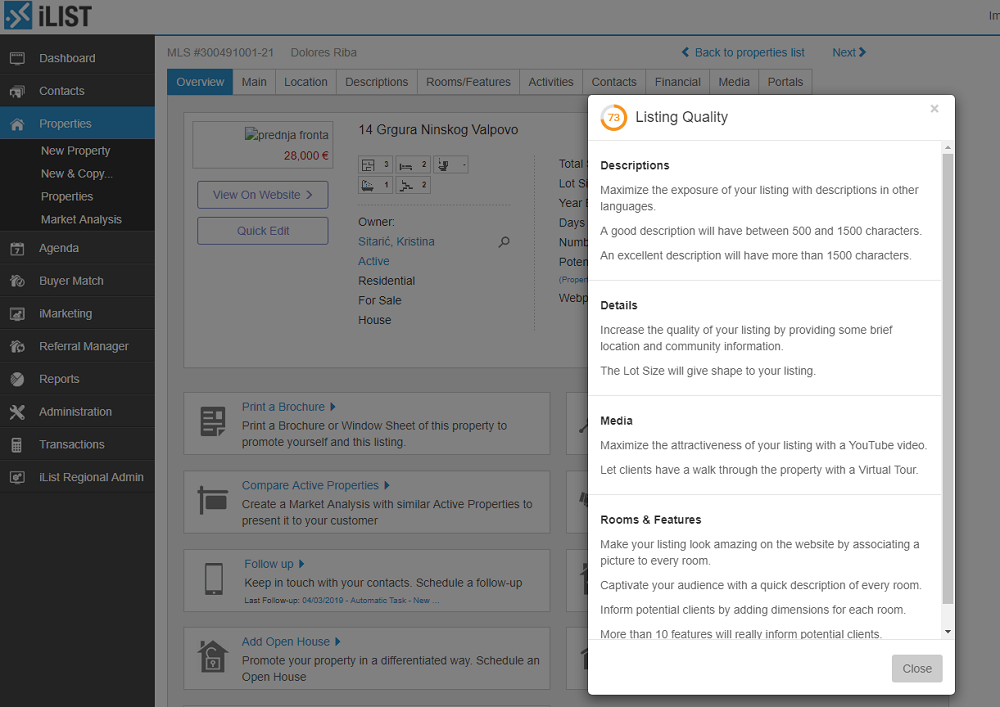 iLIST
Im
Dashboard
Contacts
Properties
New Property
New & Copy...
Properties
Market Analysis
Agenda
Buyer Match
iMarketing
Referral Manager
Reports
Administration
Transactions
iList Regional Admin
MLS #300491001-21 Dolores Riba
Back to properties list Next
Overview Main Location Descriptions Rooms/Features Activities Contacts Financial Media Portals
prednja fronta
28,000 €
View On Website
Quick Edit
14 Grgura Ninskog Valpovo
3 2 -
1 2
Owner:
Sitarić, Kristina
Active
Residential
For Sale
House
Total
Lot Si
Year
Days
Numb
Poten
(Proper
Webp
Print a Brochure
Print a Brochure or Window Sheet of this property to
promote yourself and this listing.
Compare Active Properties
Create a Market Analysis with similar Active Properties to
present it to your customer
Follow up
Keep in touch with your contacts. Schedule a follow-up
Last Follow-up: 04/03/2019 - Automatic Task - New ...
Add Open House
Promote your property in a differentiated way. Schedule an
Open House
73 Listing Quality
×
Descriptions
Maximize the exposure of your listing with descriptions in other
languages.
A good description will have between 500 and 1500 characters.
An excellent description will have more than 1500 characters.
Details
Increase the quality of your listing by providing some brief
location and community information.
The Lot Size will give shape to your listing.
Media
Maximize the attractiveness of your listing with a YouTube video.
Let clients have a walk through the property with a Virtual Tour.
Rooms & Features
Make your listing look amazing on the website by associating a
picture to every room.
Captivate your audience with a quick description of every room.
Inform potential clients by adding dimensions for each room.
More than 10 features will really inform potential clients.
Close